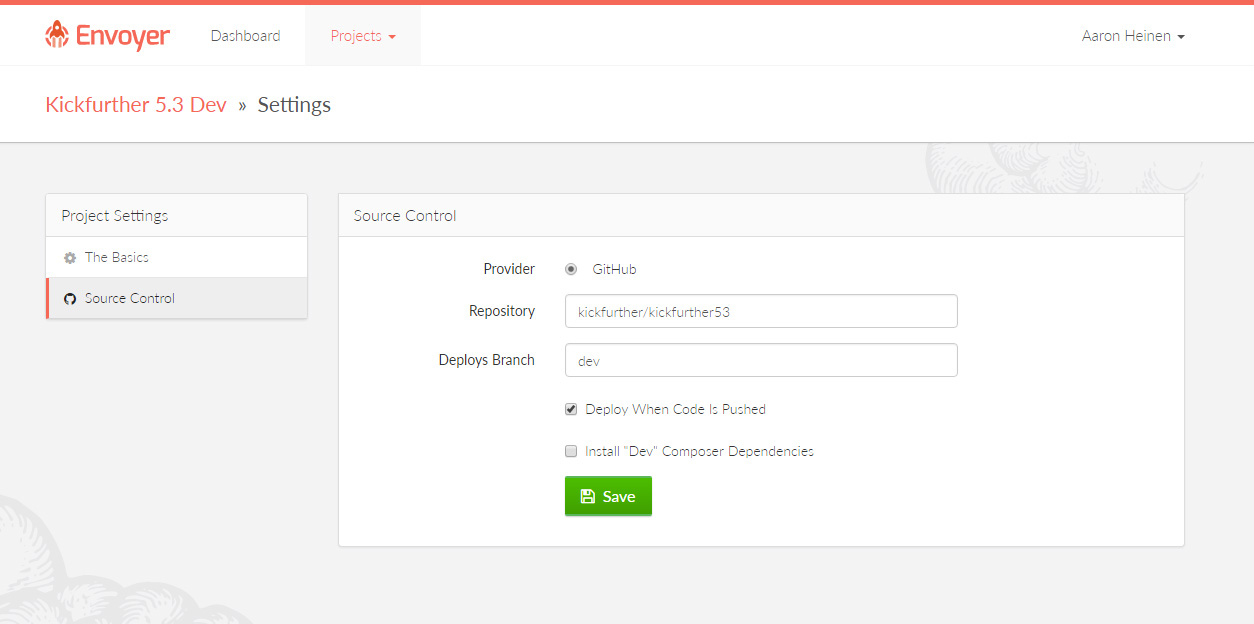 Envoyer Dashboard Projects Aaron Heinen
Kickfurther 5.3 Dev » Settings
Project Settings
The Basics
Source Control
Source Control
Provider GitHub
Repository kickfurther/kickfurther53
Deploys Branch dev
Deploy When Code Is Pushed
Install "Dev" Composer Dependencies
Save